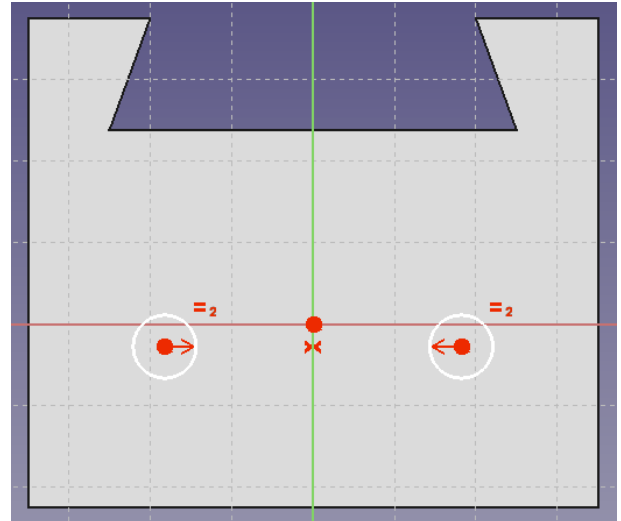 = 2
= 2